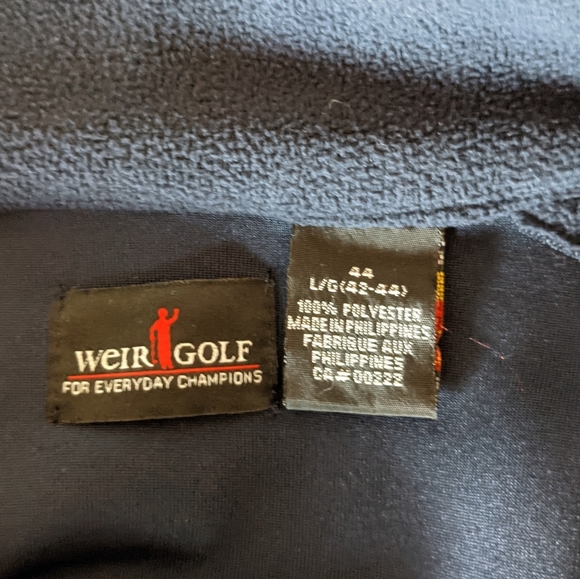 WEIR GOLF
FOR EVERYDAY CHAMPIONS
44
L/G(42-44)
100% POLYESTER
MADE IN PHILIPPINES
FABRIQUE AUX
PHILIPPINES
CA# 00222